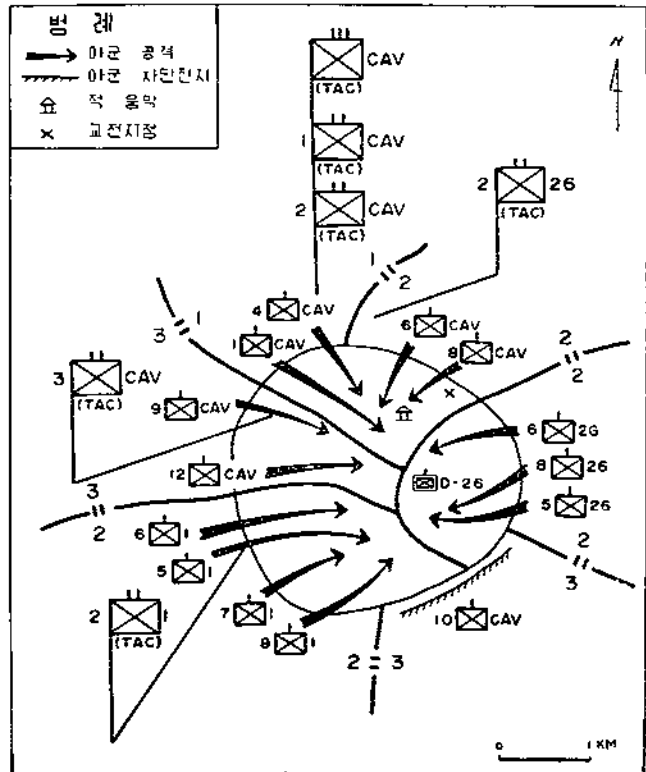 범 례
아군 공격
아군 차단진지
적 움막
교전지점
N
CAV
(TAC)
1 CAV
(TAC)
2 CAV
(TAC)
2 26
(TAC)
1
2
3 1
4 CAV
6 CAV
1 CAV
8 CAV
2
2
3 CAV
(TAC)
9 CAV
6 26
12 CAV
D-26
8 26
5 26
3
2
6 1
5 1
2
3
2 1
(TAC)
7 1
8 1
10 CAV
2 3
0 1 KM